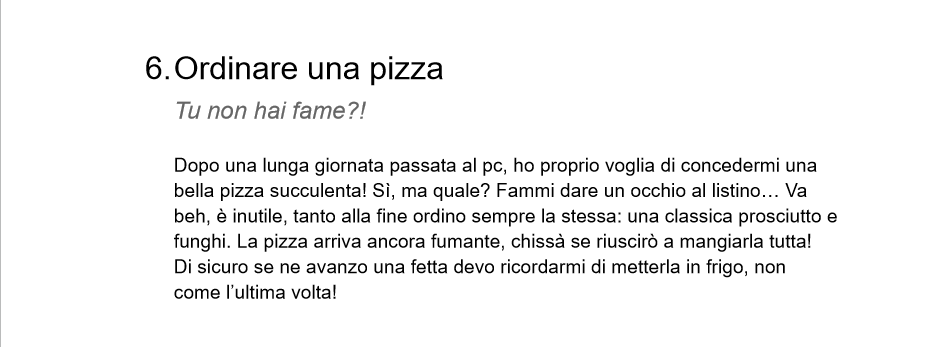 6. Ordinare una pizza
Tu non hai fame?!
Dopo una lunga giornata passata al pc, ho proprio voglia di concedermi una
bella pizza succulenta! Sì, ma quale? Fammi dare un occhio al listino… Va
beh, è inutile, tanto alla fine ordino sempre la stessa: una classica prosciutto e
funghi. La pizza arriva ancora fumante, chissà se riuscirò a mangiarla tutta!
Di sicuro se ne avanzo una fetta devo ricordarmi di metterla in frigo, non
come l’ultima volta!